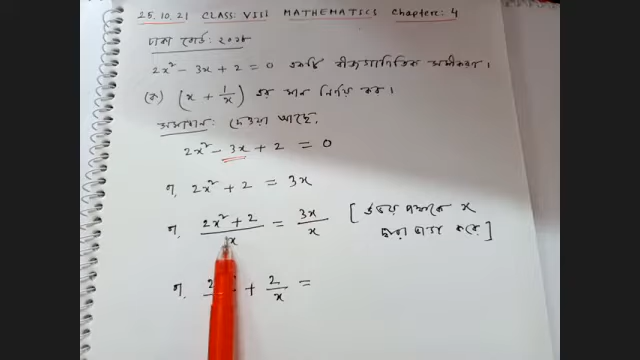 25.10.21 CLASS: VIII MATHEMATICS Chapter: 4
ঢাকা বোর্ড:
2x² - 3x + 2 = 0 একটি বীজগাণিতিক সমীকরণ।
(ক) (x + 1/x) এর মান নির্ণয় কর।
সমাধান: দেওয়া আছে,
2x² - 3x + 2 = 0
বা, 2x² + 2 = 3x
বা, (2x² + 2)/x = 3x/x [উভয় পক্ষকে x
দ্বারা ভাগ করে]
বা, + 2/x =